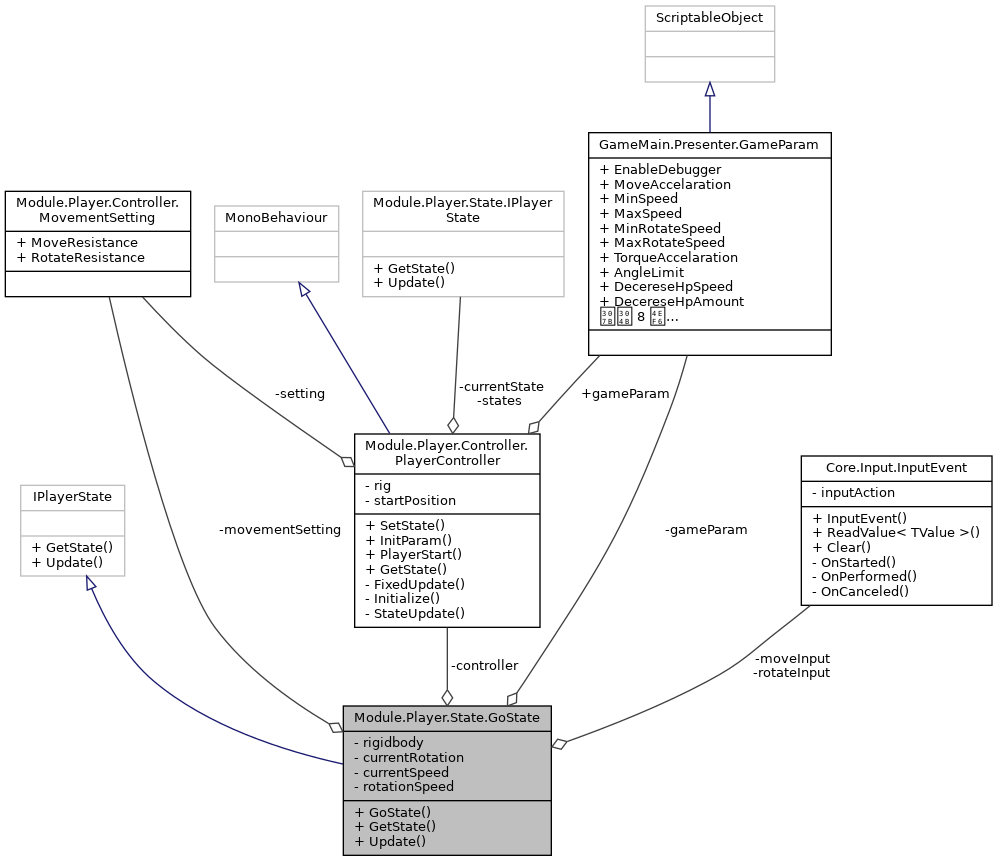 ScriptableObject
GameMain.Presenter.GameParam
+ EnableDebugger
+ MoveAccelaration
+ MinSpeed
+ MaxSpeed
+ MinRotateSpeed
+ MaxRotateSpeed
+ TorqueAccelaration
+ AngleLimit
+ DecereseHpSpeed
+ DecereseHpAmount
8 ...
Module.Player.Controller.
MovementSetting
+ MoveResistance
+ RotateResistance
MonoBehaviour
Module.Player.State.IPlayer
State
+ GetState()
+ Update()
-setting
-currentState
-states
+gameParam
Module.Player.Controller.
PlayerController
- rig
- startPosition
+ SetState()
+ InitParam()
+ PlayerStart()
+ GetState()
- FixedUpdate()
- Initialize()
- StateUpdate()
Core.Input.InputEvent
- inputAction
+ InputEvent()
+ ReadValue< TValue >()
+ Clear()
- OnStarted()
- OnPerformed()
- OnCanceled()
IPlayerState
+ GetState()
+ Update()
-movementSetting
-gameParam
-controller
-moveInput
-rotateInput
Module.Player.State.GoState
- rigidbody
- currentRotation
- currentSpeed
- rotationSpeed
+ GoState()
+ GetState()
+ Update()